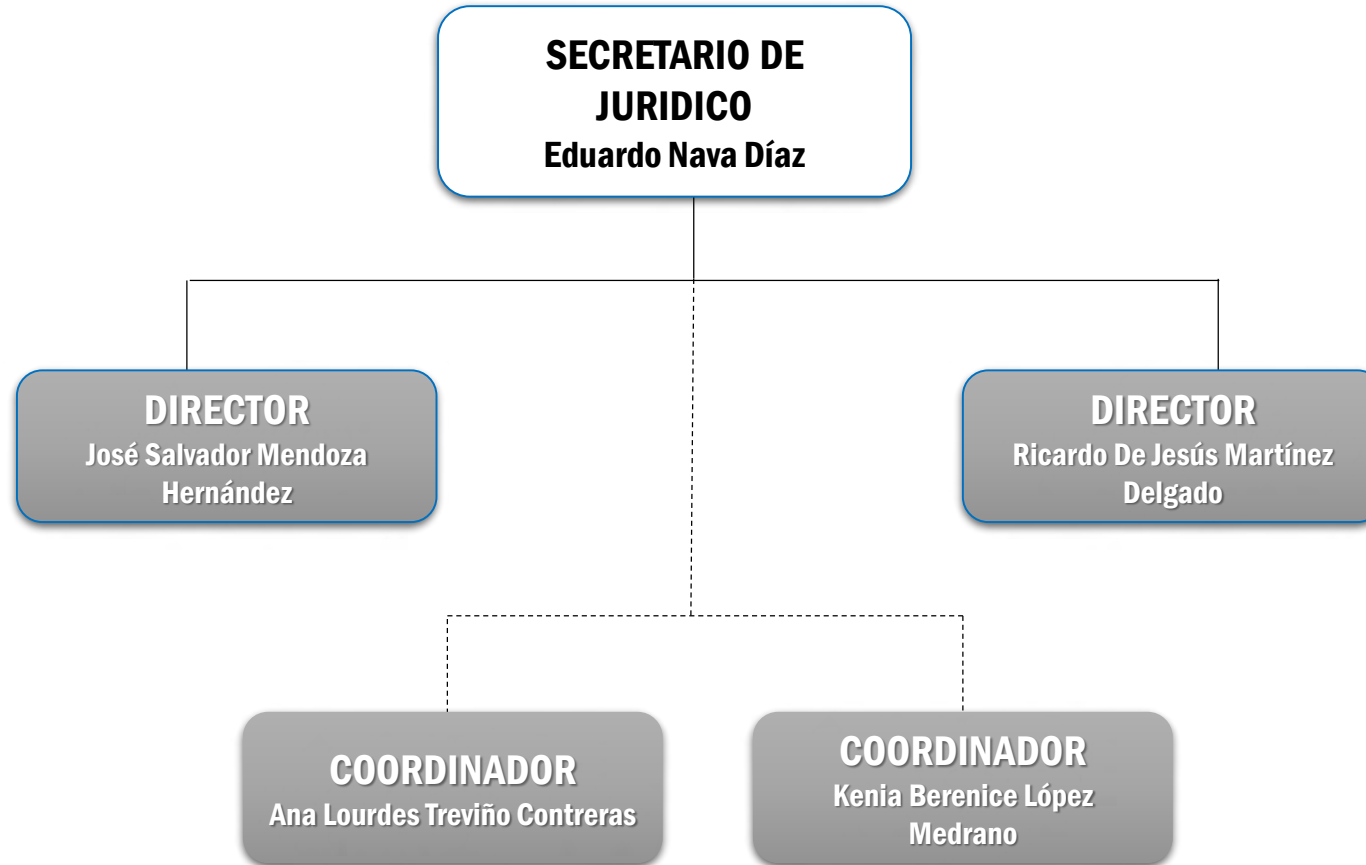 SECRETARIO DE
JURIDICO
Eduardo Nava Díaz
DIRECTOR
José Salvador Mendoza
Hernández
DIRECTOR
Ricardo De Jesús Martínez
Delgado
COORDINADOR
Ana Lourdes Treviño Contreras
COORDINADOR
Kenia Berenice López
Medrano